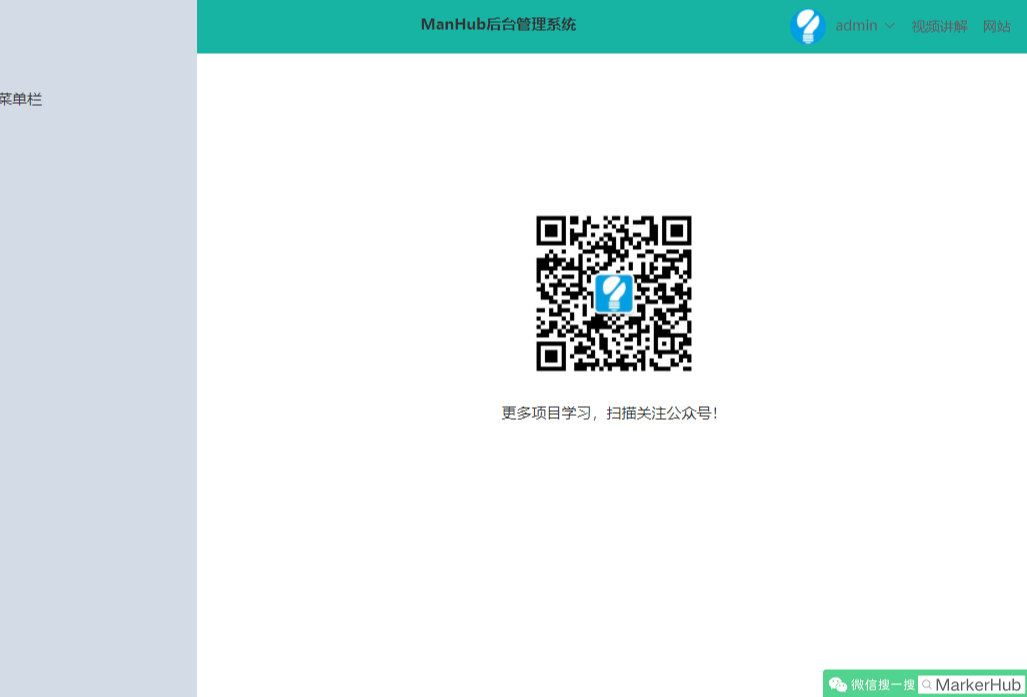 ManHub后台管理系统
admin
视频讲解
网站
菜单栏
更多项目学习，扫描关注公众号！
微信搜一搜
MarkerHub